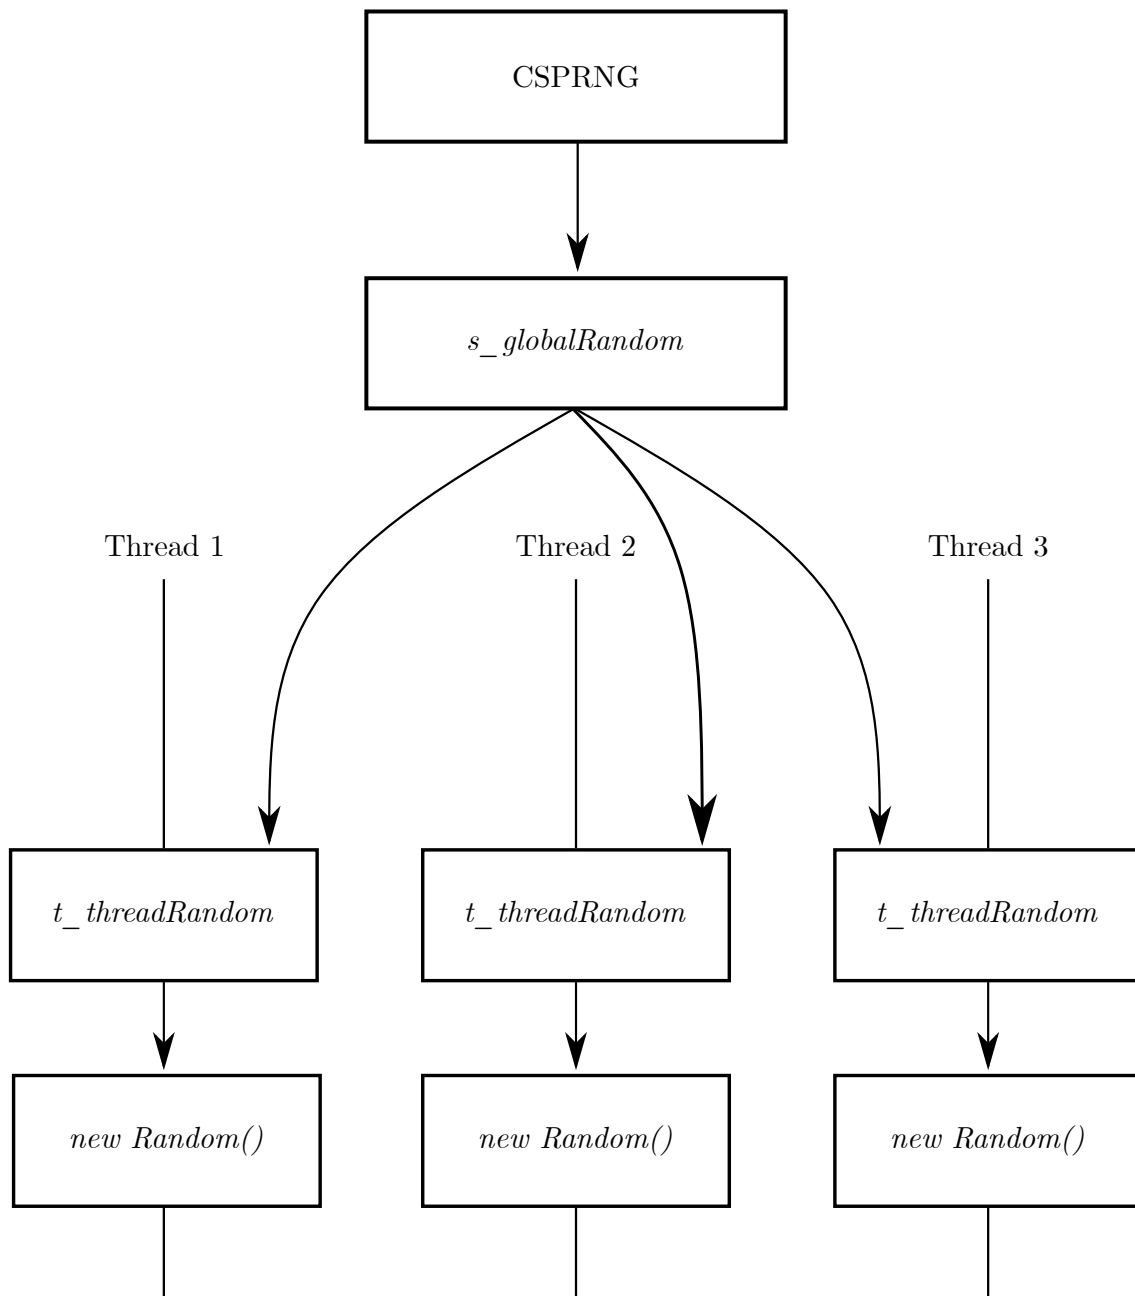 CSPRNG
s_globalRandom
Thread 1
Thread 2
Thread 3
t_threadRandom
t_threadRandom
t_threadRandom
new Random()
new Random()
new Random()